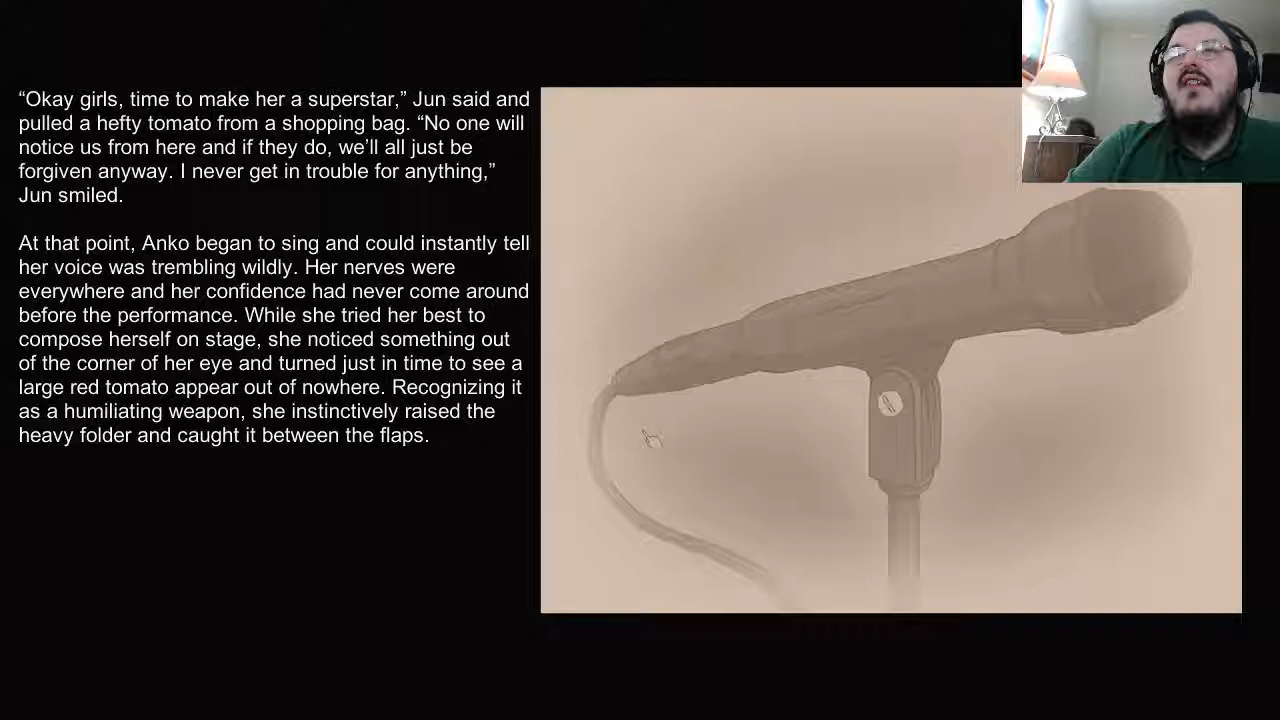 “Okay girls, time to make her a superstar,” Jun said and
pulled a hefty tomato from a shopping bag. “No one will
notice us from here and if they do, we’ll all just be
forgiven anyway. I never get in trouble for anything,”
Jun smiled.
At that point, Anko began to sing and could instantly tell
her voice was trembling wildly. Her nerves were
everywhere and her confidence had never come around
before the performance. While she tried her best to
compose herself on stage, she noticed something out
of the corner of her eye and turned just in time to see a
large red tomato appear out of nowhere. Recognizing it
as a humiliating weapon, she instinctively raised the
heavy folder and caught it between the flaps.